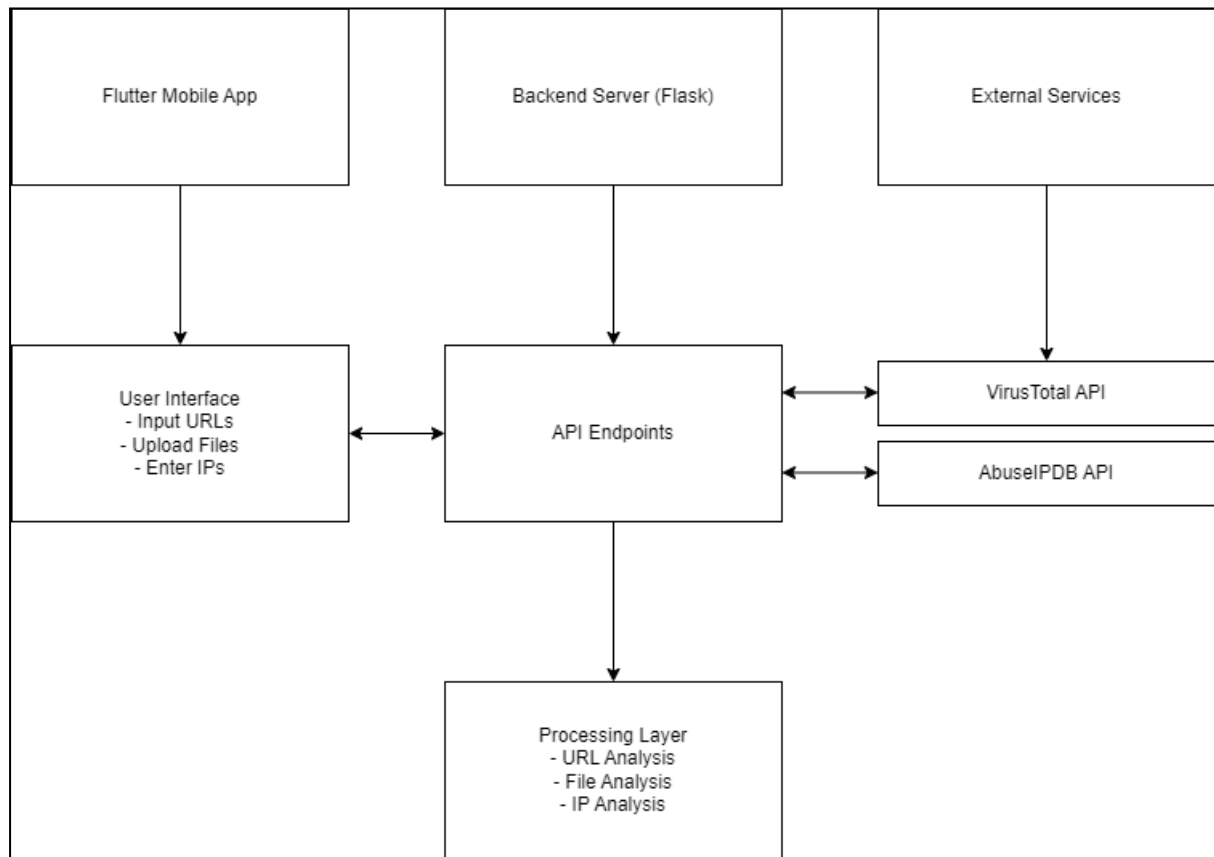 Flutter Mobile App
Backend Server (Flask)
External Services
User Interface
- Input URLs
- Upload Files
- Enter IPs
API Endpoints
VirusTotal API
AbuseIPDB API
Processing Layer
- URL Analysis
- File Analysis
- IP Analysis